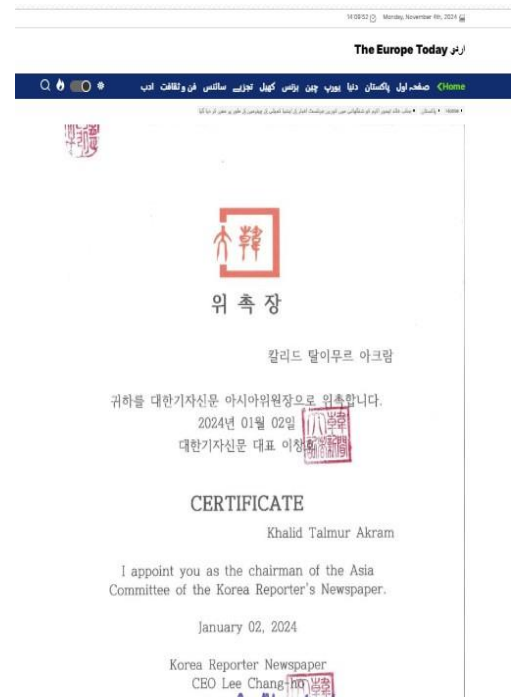 14:09:52 Monday, November 4th, 2024
The Europe Today اردو
Home صفحہ اول پاکستان دنیا یورپ چین بزنس کھیل تجزیے سائنس فن و ثقافت ادب
Home • پاکستان •
大韓
위 촉 장
칼리드 탈이무르 아크람
귀하를 대한기자신문 아시아위원장으로 위촉합니다.
2024년 01월 02일
대한기자신문 대표 이창호
CERTIFICATE
Khalid Talmur Akram
I appoint you as the chairman of the Asia
Committee of the Korea Reporter's Newspaper.
January 02, 2024
Korea Reporter Newspaper
CEO Lee Chang-ho